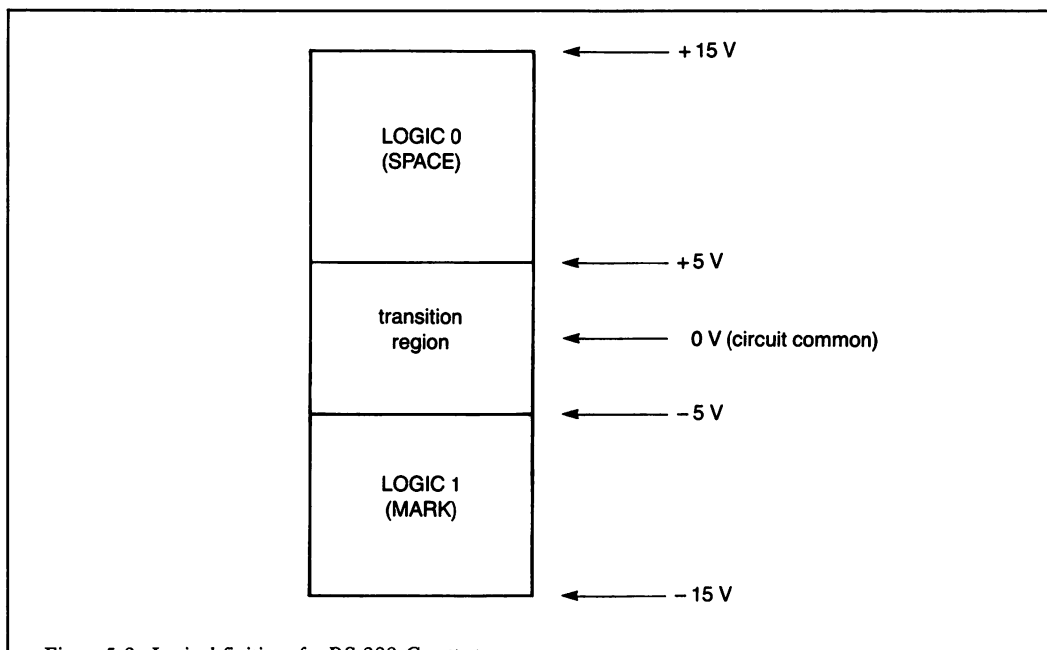 + 15 V
LOGIC 0
(SPACE)
+ 5 V
transition
region
0 V (circuit common)
− 5 V
LOGIC 1
(MARK)
− 15 V